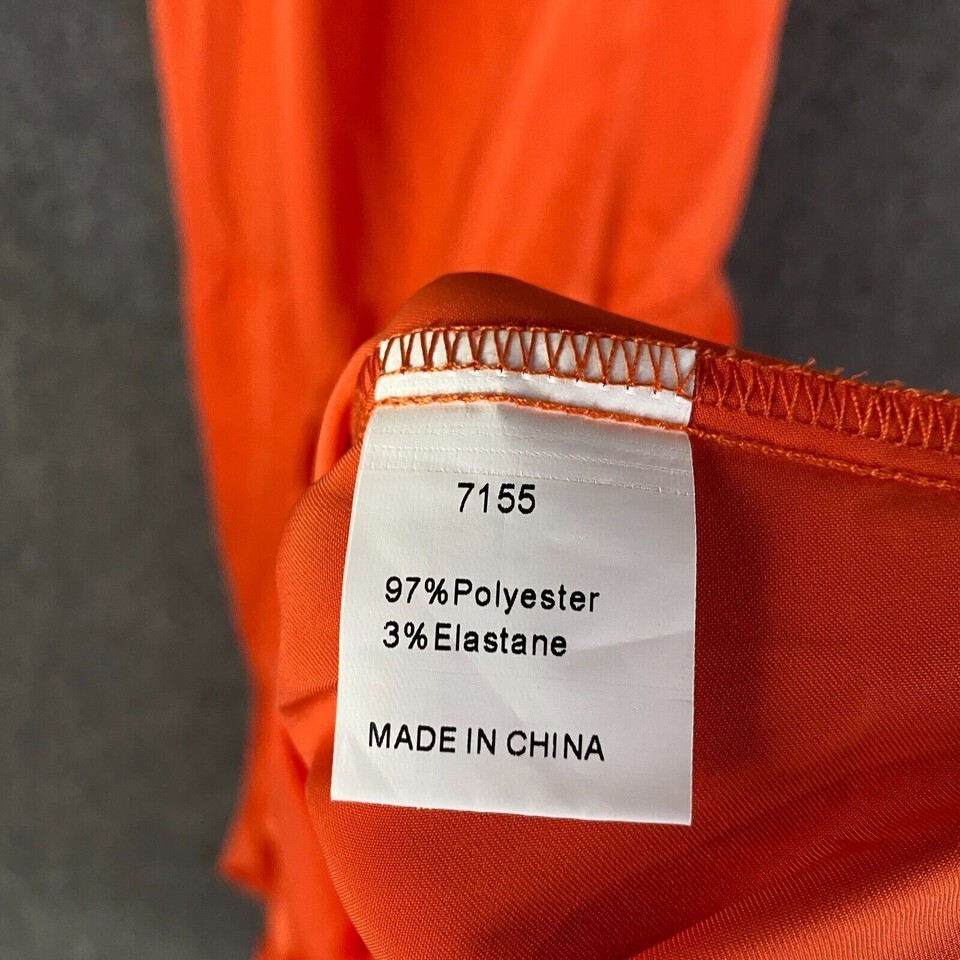 7155
97%Polyester
3%Elastane
MADE IN CHINA